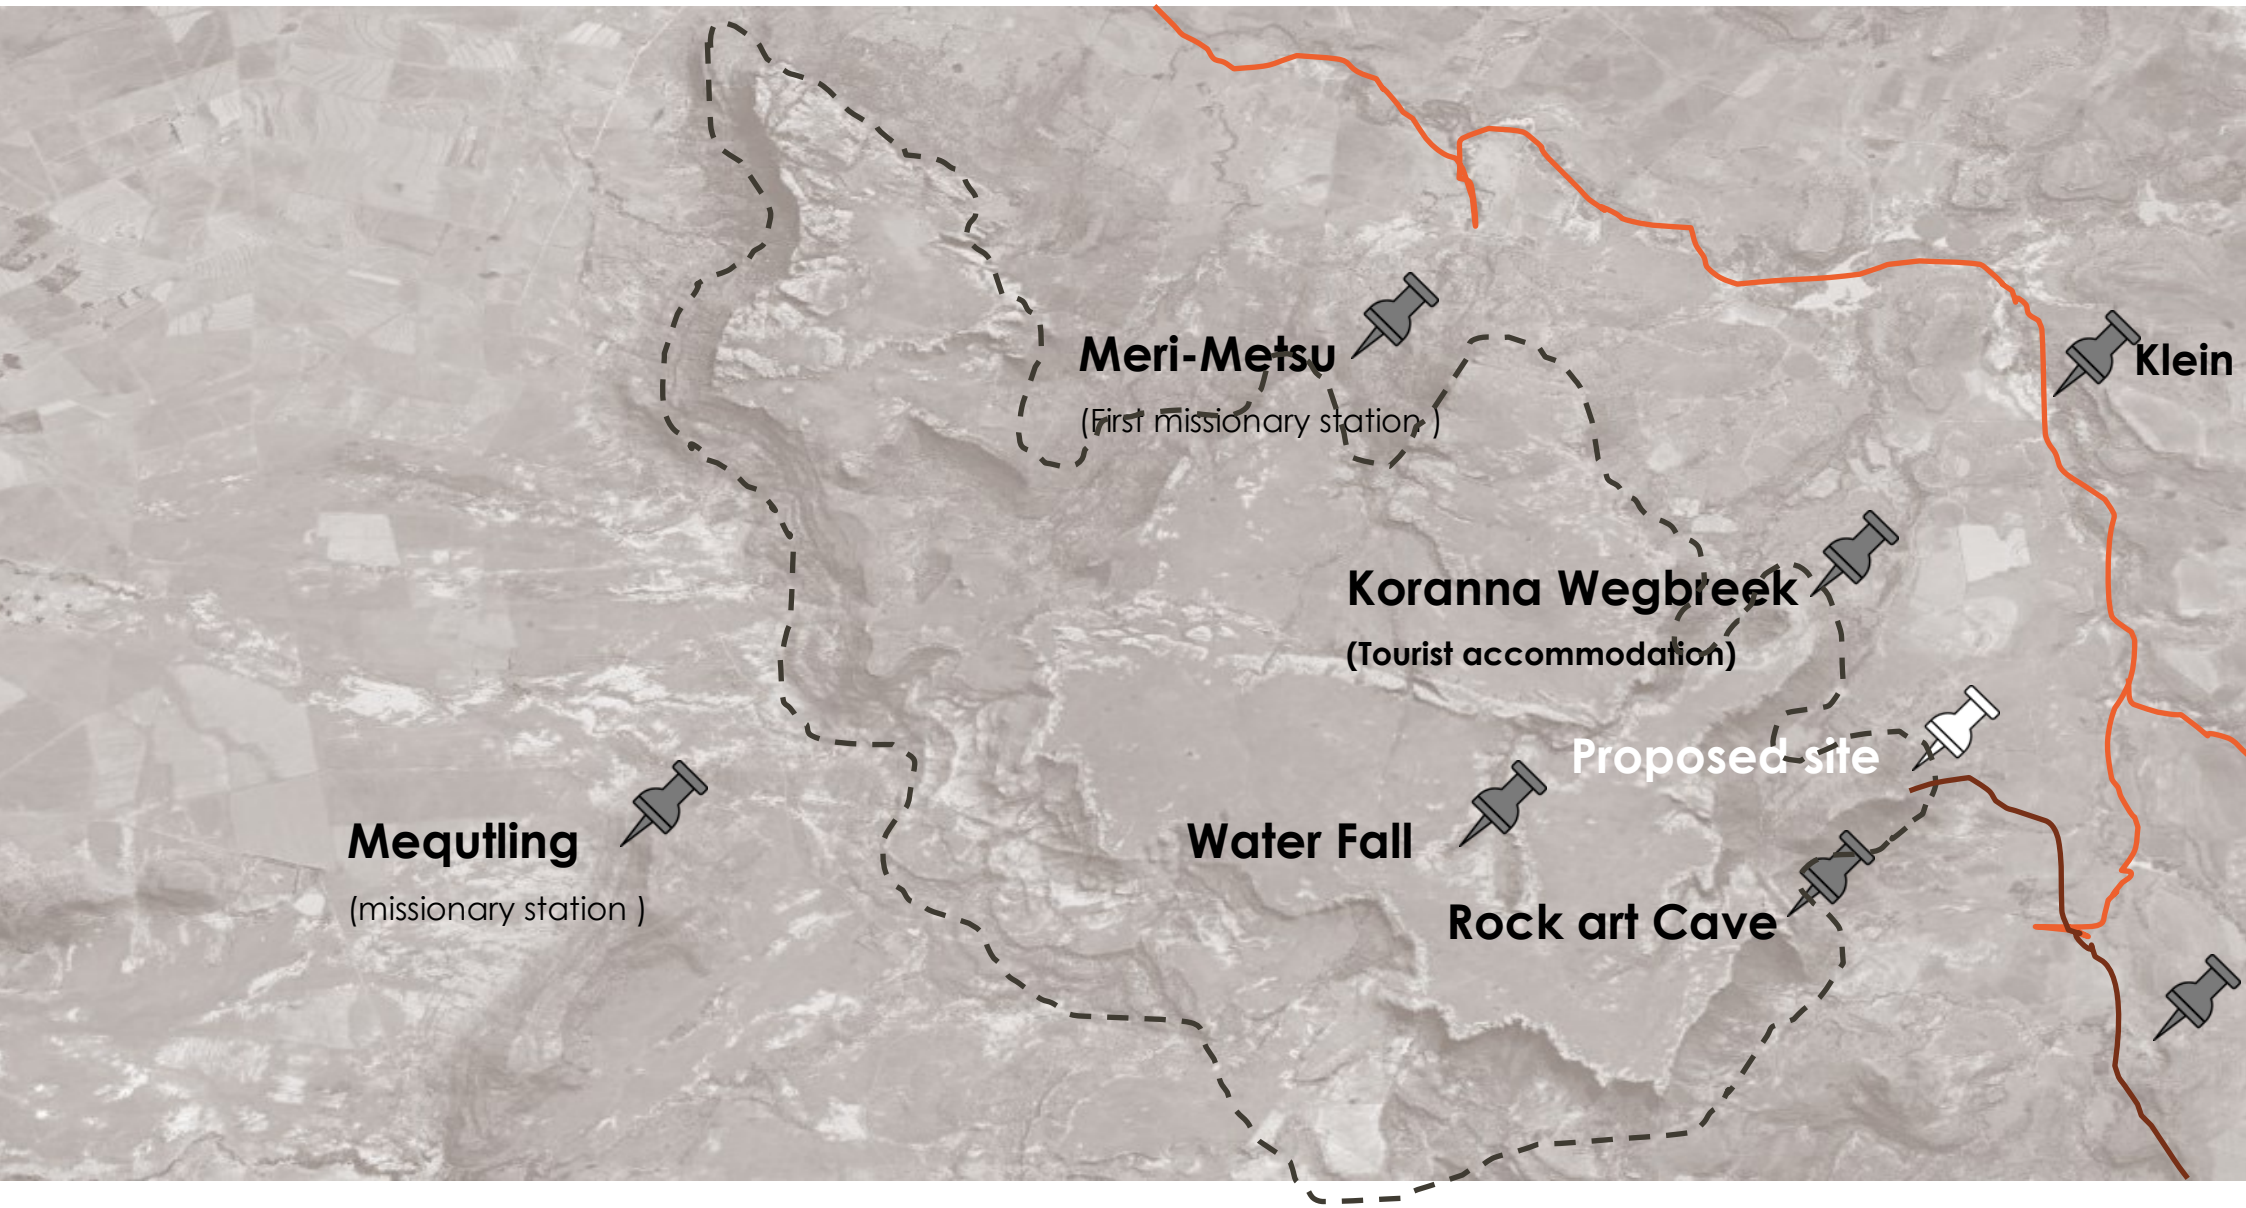 Meri-Metsu
(First missionary station )
Klein
Koranna Wegbreek
(Tourist accommodation)
Proposed site
Mequtling
(missionary station )
Water Fall
Rock art Cave